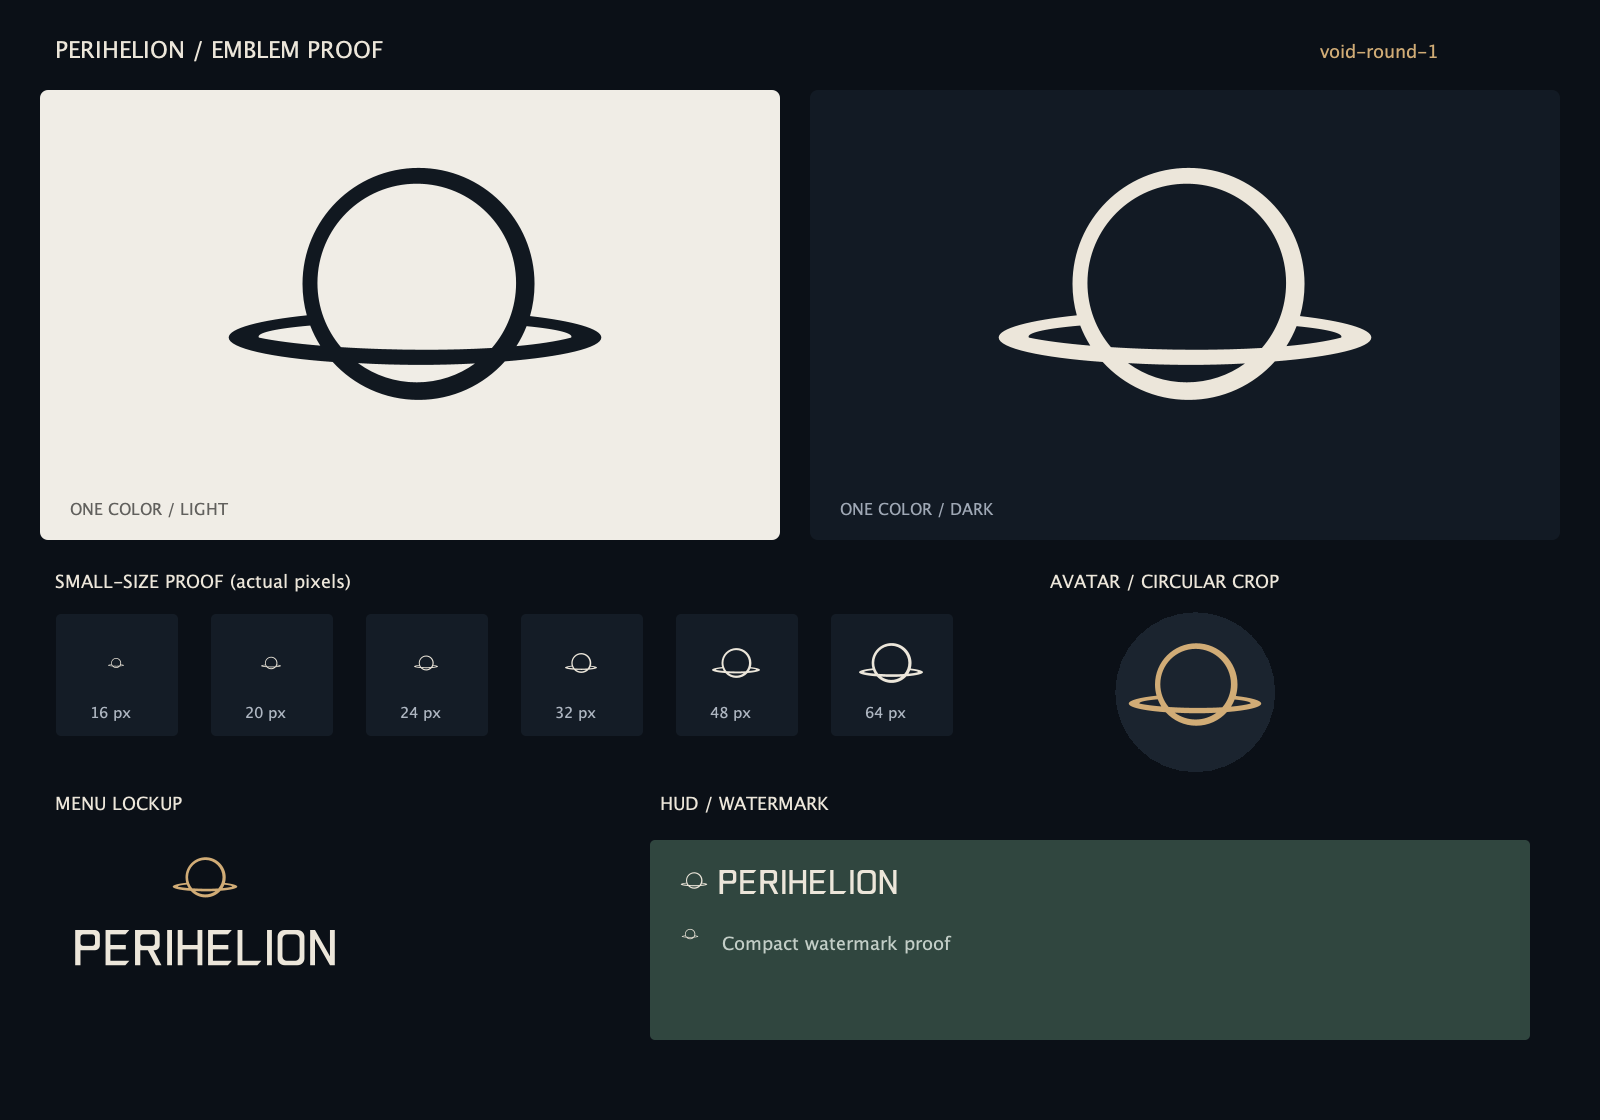 PERIHELION / EMBLEM PROOF
void-round-1
ONE COLOR / LIGHT
ONE COLOR / DARK
SMALL-SIZE PROOF (actual pixels)
AVATAR / CIRCULAR CROP
16 px
20 px
24 px
32 px
48 px
64 px
MENU LOCKUP
HUD / WATERMARK
PERIHELION
PERIHELION
Compact watermark proof